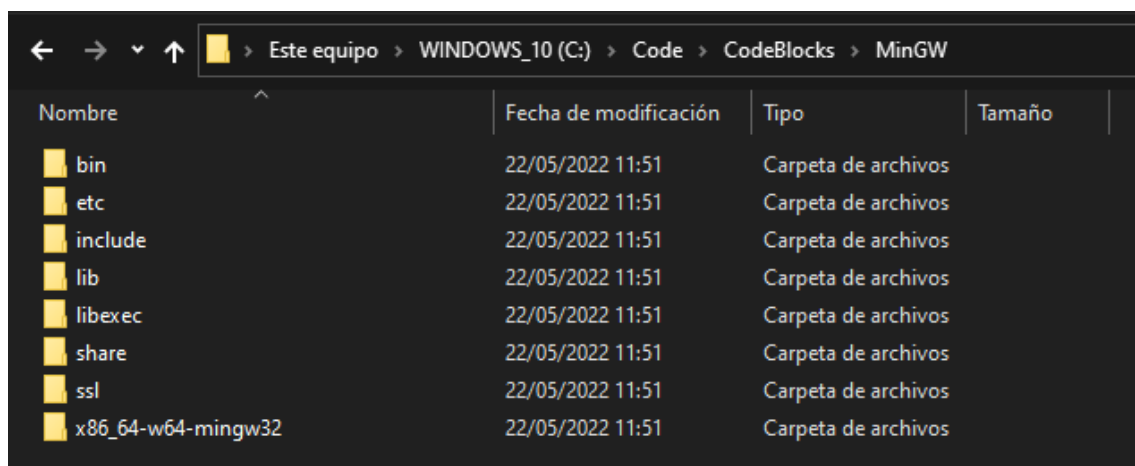 Este equipo > WINDOWS_10 (C:) > Code > CodeBlocks > MinGW
Nombre Fecha de modificación Tipo Tamaño
bin 22/05/2022 11:51 Carpeta de archivos
etc 22/05/2022 11:51 Carpeta de archivos
include 22/05/2022 11:51 Carpeta de archivos
lib 22/05/2022 11:51 Carpeta de archivos
libexec 22/05/2022 11:51 Carpeta de archivos
share 22/05/2022 11:51 Carpeta de archivos
ssl 22/05/2022 11:51 Carpeta de archivos
x86_64-w64-mingw32 22/05/2022 11:51 Carpeta de archivos